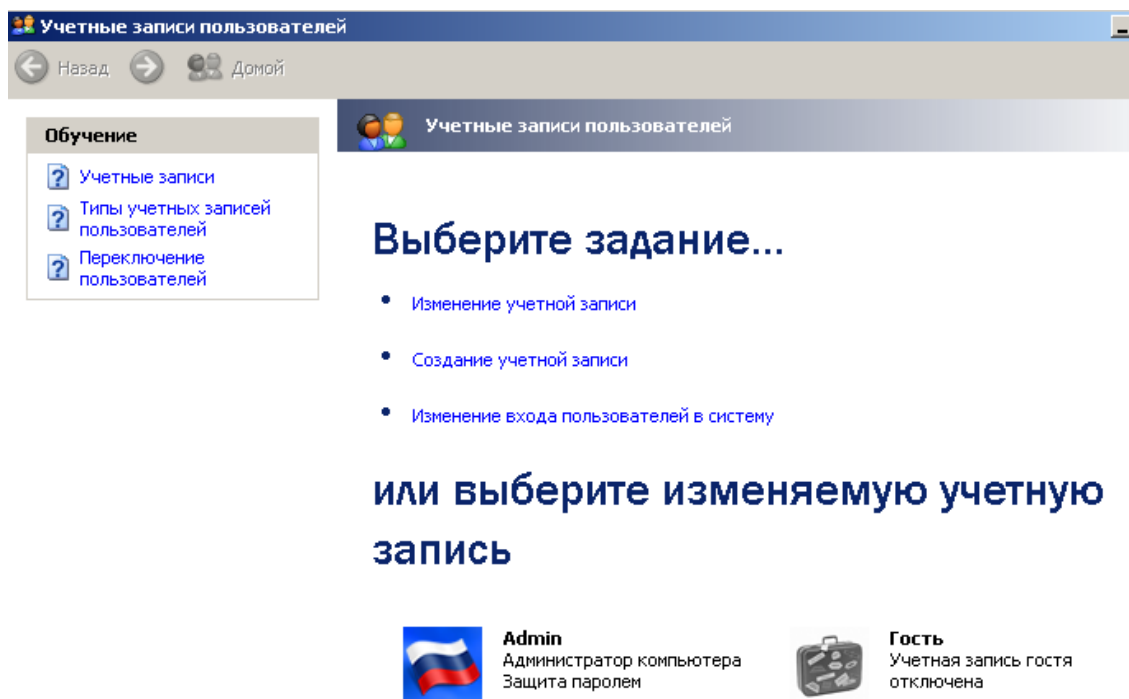 Учетные записи пользователей
Назад
Домой
Обучение
Учетные записи
Типы учетных записей
пользователей
Переключение
пользователей
Учетные записи пользователей
Выберите задание...
Изменение учетной записи
Создание учетной записи
Изменение входа пользователей в систему
или выберите изменяемую учетную
запись
Admin
Администратор компьютера
Защита паролем
Гость
Учетная запись гостя
отключена